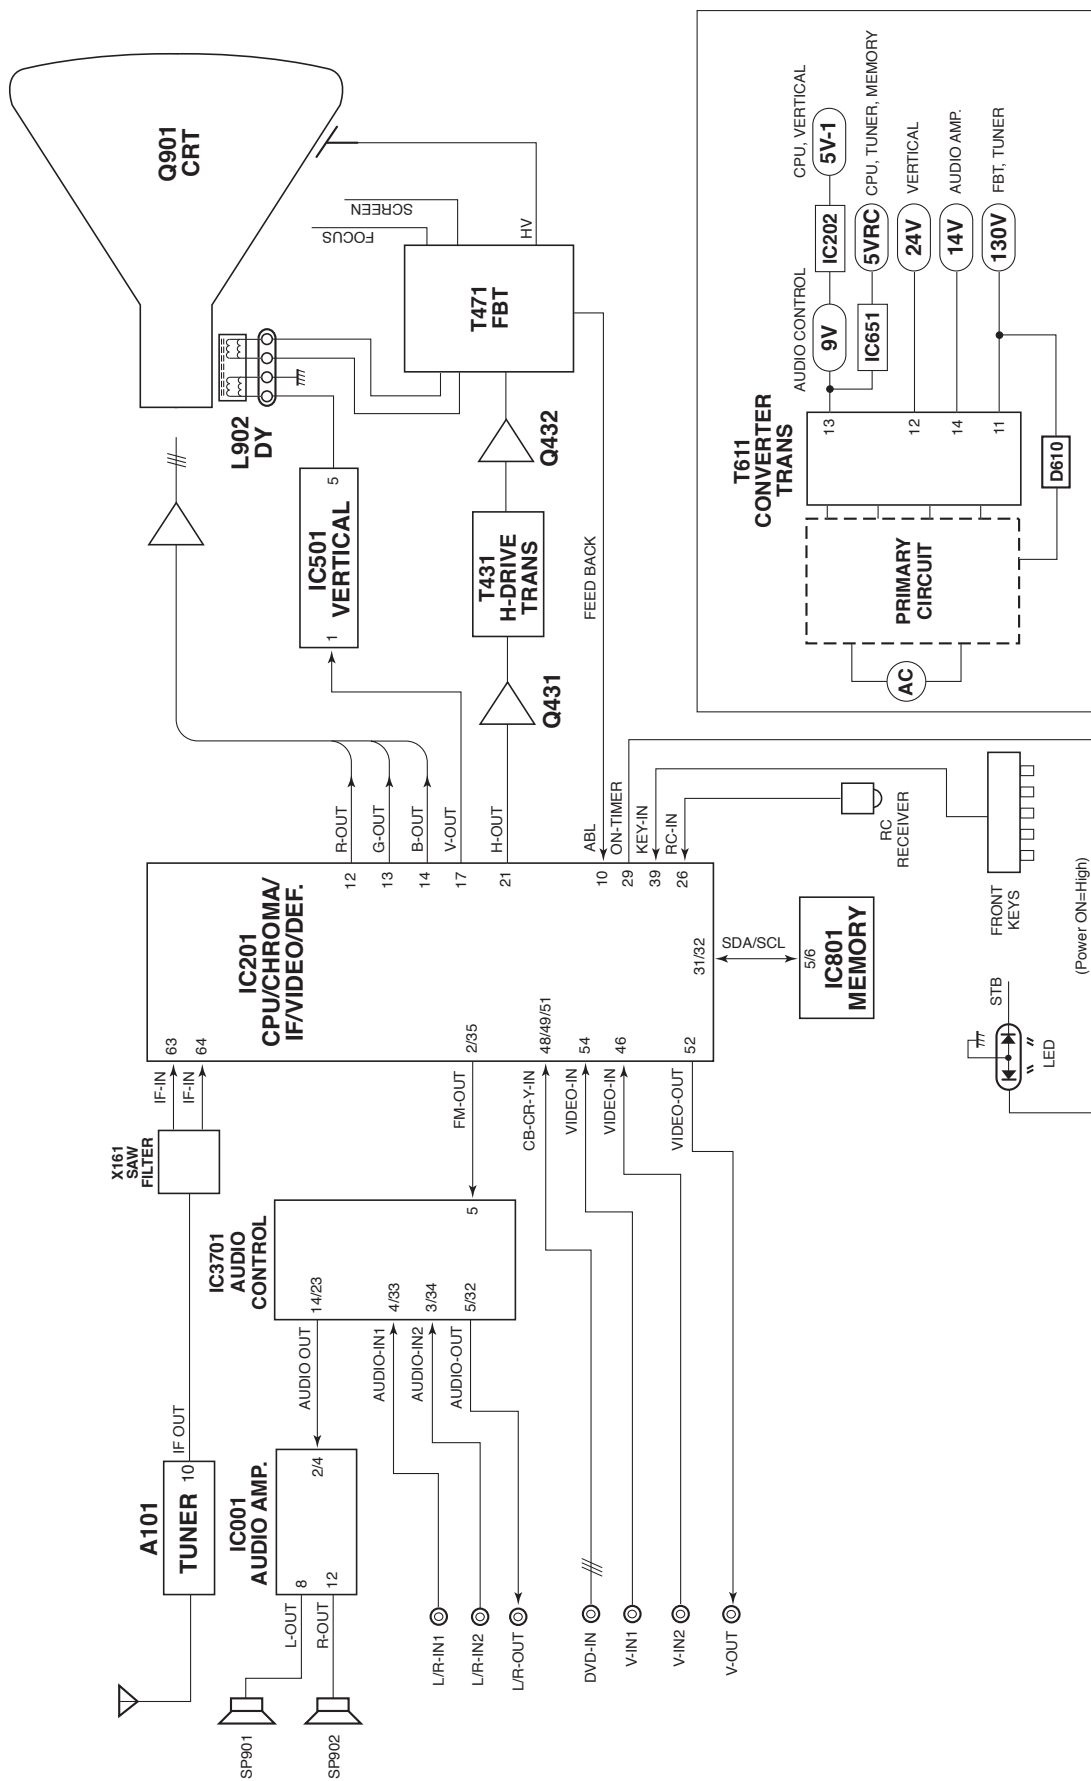 A101
TUNER
10
IF OUT
X161
SAW
FILTER
IF-IN
IF-IN
63
64
IC201
CPU/CHROMA/
IF/VIDEO/DEF.
12
13
14
17
21
10
29
39
26
R-OUT
G-OUT
B-OUT
V-OUT
H-OUT
ABL
ON-TIMER
KEY-IN
RC-IN
FEED BACK
2/35
48/49/51
54
46
52
31/32
FM-OUT
CB-CR-Y-IN
VIDEO-IN
VIDEO-IN
VIDEO-OUT
SDA/SCL
5/6
IC801
MEMORY
IC3701
AUDIO
CONTROL
14/23
4/33
3/34
5/32
5
AUDIO OUT
AUDIO-IN1
AUDIO-IN2
AUDIO-OUT
IC001
AUDIO AMP.
8
12
2/4
L-OUT
R-OUT
SP901
SP902
L/R-IN1
L/R-IN2
L/R-OUT
DVD-IN
V-IN1
V-IN2
V-OUT
Q901
CRT
L902
DY
IC501
VERTICAL
1
5
Q431
T431
H-DRIVE
TRANS
Q432
T471
FBT
FOCUS
SCREEN
HV
RC
RECEIVER
FRONT
KEYS
(Power ON=High)
STB
LED
AC
PRIMARY
CIRCUIT
T611
CONVERTER
TRANS
13
12
14
11
D610
AUDIO CONTROL
9V
IC202
CPU, VERTICAL
5V-1
IC651
5VRC
CPU, TUNER, MEMORY
24V
VERTICAL
14V
AUDIO AMP.
130V
FBT, TUNER